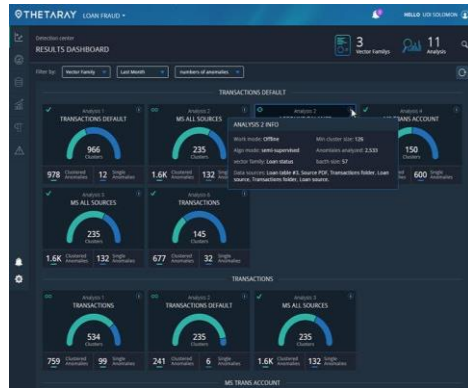 THETARAY LOAN FRAUD
HELLO UDI SOLOMON
Detection center
RESULTS DASHBOARD
3 Vector Familys
11 Analysis
Filter by: Vector Family Last Month numbers of anomalies
TRANSACTIONS DEFAULT
Analysis 1
TRANSACTIONS DEFAULT
966
Clusters
978 Clustered Anomalies 12 Single Anomalies
Analysis 2
MS ALL SOURCES
235
Clusters
1.6K Clustered Anomalies 132 Single Anomalies
Analysis 2
ANALYSIS 2 INFO
Work mode: Offline
Min cluster size: 126
Algo mode: semi-supervised
Anomalies analyzed: 2,533
vector family: Loan status
batch size: 57
Data sources: Loan table #3, Source PDF, Transactions folder, Loan
source, Transactions folder, Loan source.
Analysis 4
ANS ACCOUNT
150
Clusters
600 Single Anomalies
Analysis 5
MS ALL SOURCES
235
Clusters
1.6K Clustered Anomalies 132 Single Anomalies
Analysis 6
TRANSACTIONS
145
Clusters
677 Clustered Anomalies 32 Single Anomalies
TRANSACTIONS
Analysis 1
TRANSACTIONS
534
Clusters
759 Clustered Anomalies 99 Single Anomalies
Analysis 2
TRANSACTIONS DEFAULT
235
Clusters
241 Clustered Anomalies 6 Single Anomalies
Analysis 3
MS ALL SOURCES
235
Clusters
1.6K Clustered Anomalies 132 Single Anomalies
MS TRANS ACCOUNT